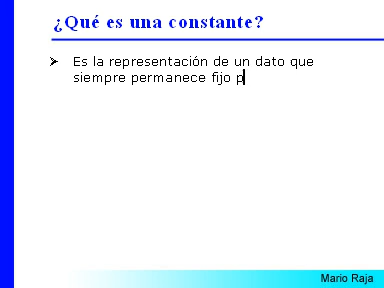 ¿Qué es una constante?
Es la representación de un dato que
siempre permanece fijo p
Mario Raja